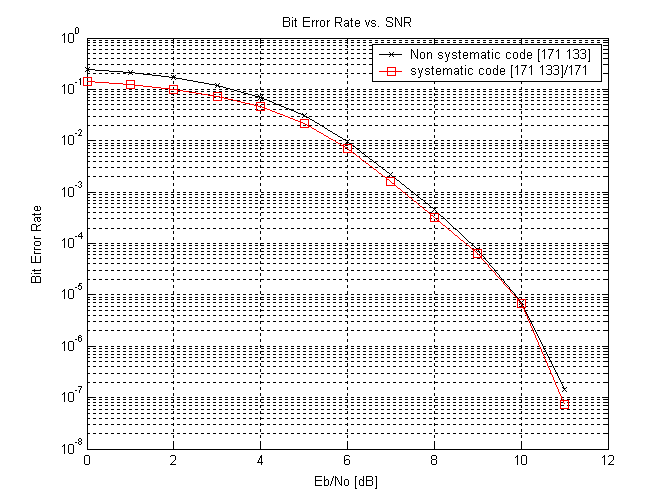 Bit Error Rate vs. SNR
Non systematic code [171 133]
systematic code [171 133]/171
10^0
10^-1
10^-2
10^-3
10^-4
10^-5
10^-6
10^-7
10^-8
Bit Error Rate
0 2 4 6 8 10 12
Eb/No [dB]